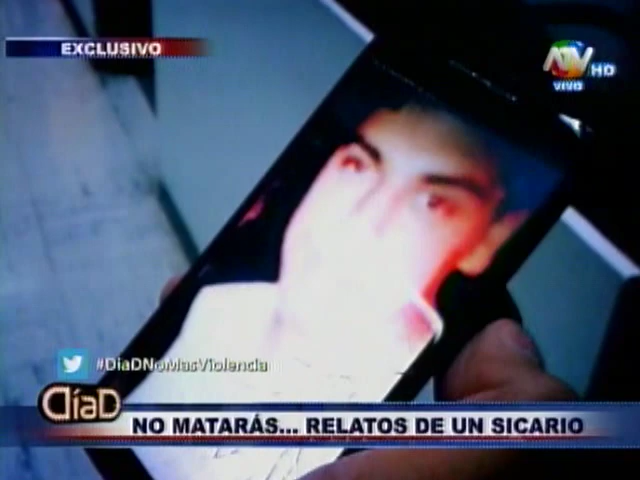 EXCLUSIVO
ATV HD
VIVO
#DiaDNoMasViolencia
DíaD
NO MATARÁS... RELATOS DE UN SICARIO